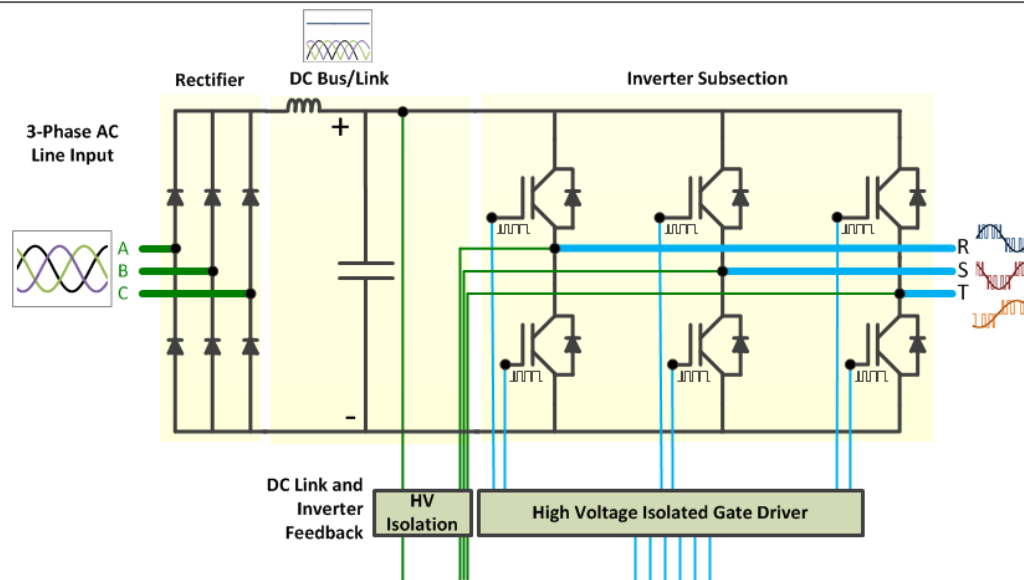 Rectifier
DC Bus/Link
Inverter Subsection
3-Phase AC
Line Input
+
A
B
C
R
S
T
-
DC Link and
Inverter
Feedback
HV
Isolation
High Voltage Isolated Gate Driver